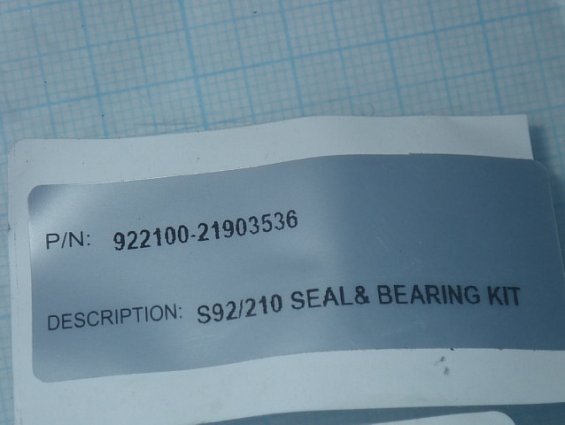 P/N: 922100-21903536
DESCRIPTION: S92/210 SEAL& BEARING KIT